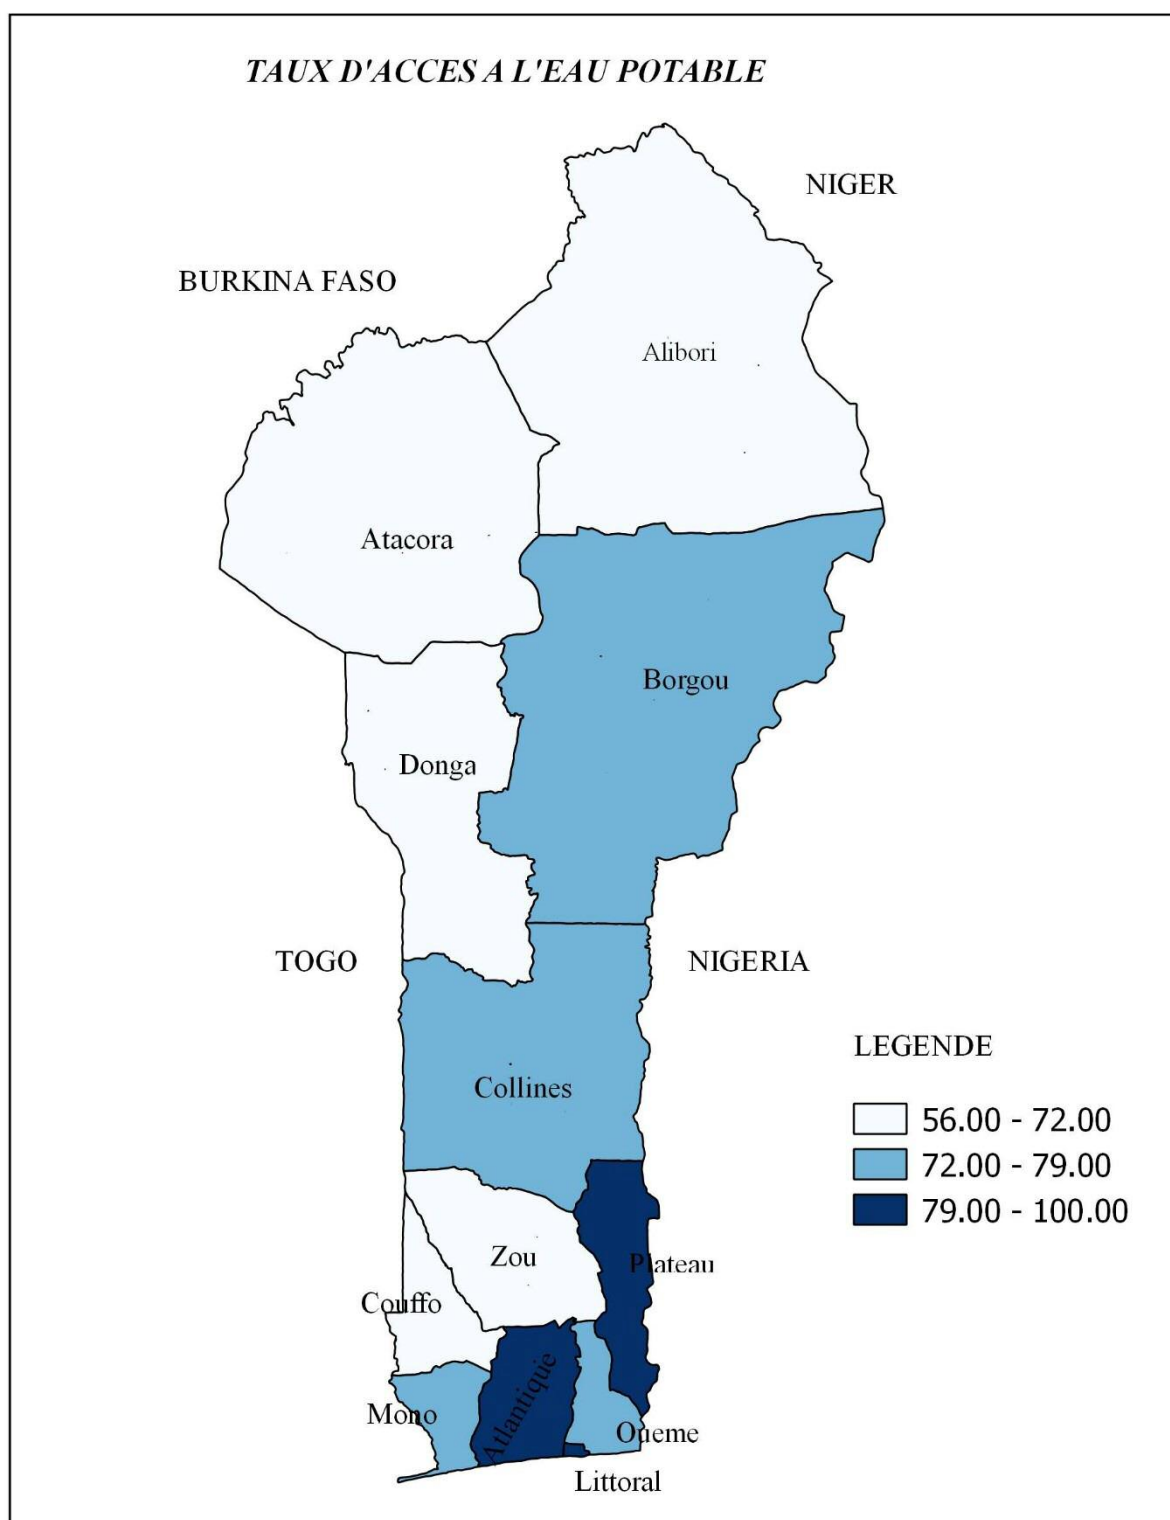 TAUX D'ACCES A L'EAU POTABLE
NIGER
BURKINA FASO
Alibori
Atacora
Borgou
Donga
TOGO
NIGERIA
LEGENDE
Collines
56.00 - 72.00
72.00 - 79.00
79.00 - 100.00
Zou
Plateau
Couffo
Atlantique
Mono
Oueme
Littoral